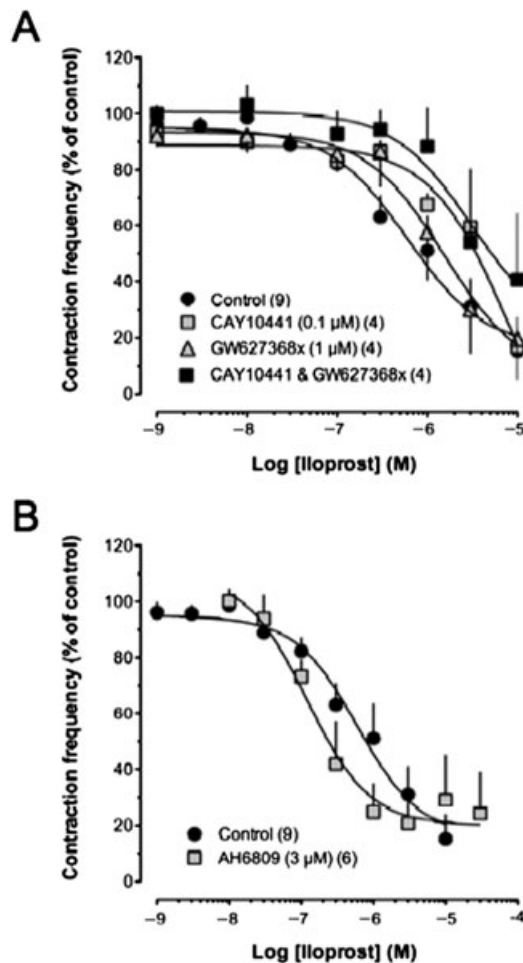 A
Contraction frequency (% of control)
120
100
80
60
40
20
0
Control (9)
CAY10441 (0.1 µM) (4)
GW627368x (1 µM) (4)
CAY10441 & GW627368x (4)
−9 −8 −7 −6 −5
Log [Iloprost] (M)
B
Contraction frequency (% of control)
120
100
80
60
40
20
0
Control (9)
AH6809 (3 µM) (6)
−9 −8 −7 −6 −5 −4
Log [Iloprost] (M)